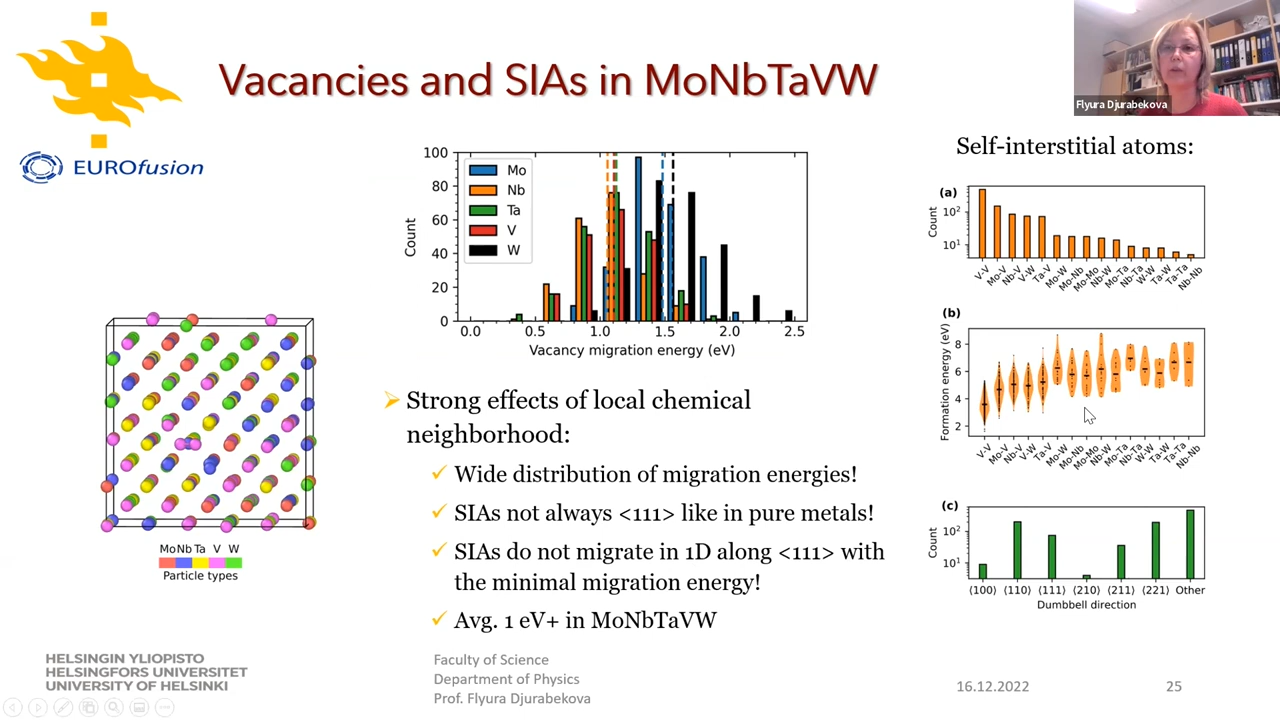 Vacancies and SIAs in MoNbTaVW
Flyura Djurabekova
EUROfusion
Self-interstitial atoms:
100
80
60
40
20
0
Count
Mo
Nb
Ta
V
W
0.0 0.5 1.0 1.5 2.0 2.5
Vacancy migration energy (eV)
(a)
Count
10²
10¹
V-V Mo-V Nb-V V-W Ta-V Mo-W Mo-Nb Mo-Mo Nb-W Mo-Ta Nb-Ta W-W Ta-W Ta-Ta Nb-Nb
(b)
Formation energy (eV)
8
6
4
2
V-V Mo-V Nb-V V-W Ta-V Mo-W Mo-Nb Mo-Mo Nb-W Mo-Ta Nb-Ta W-W Ta-W Ta-Ta Nb-Nb
(c)
Count
10²
10¹
⟨100⟩ ⟨110⟩ ⟨111⟩ ⟨210⟩ ⟨211⟩ ⟨221⟩ Other
Dumbbell direction
Strong effects of local chemical
neighborhood:
Wide distribution of migration energies!
SIAs not always <111> like in pure metals!
SIAs do not migrate in 1D along <111> with
the minimal migration energy!
Avg. 1 eV+ in MoNbTaVW
Mo Nb Ta V W
Particle types
HELSINGIN YLIOPISTO
HELSINGFORS UNIVERSITET
UNIVERSITY OF HELSINKI
Faculty of Science
Department of Physics
Prof. Flyura Djurabekova
16.12.2022
25